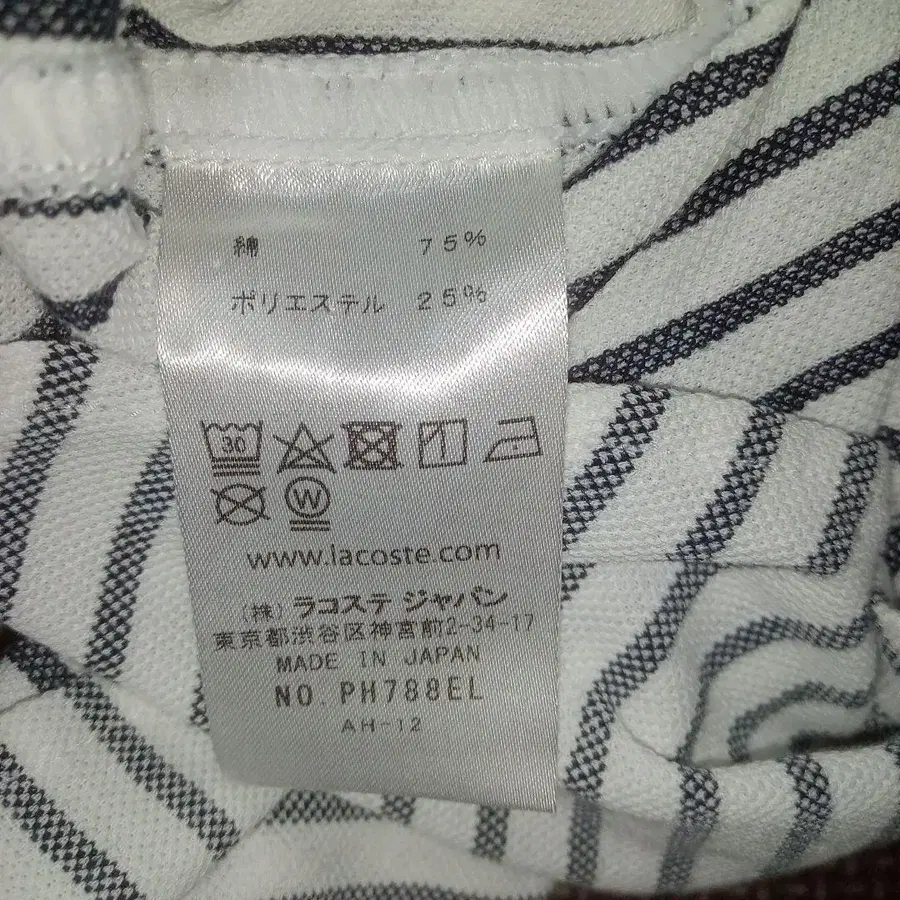 綿 75%
ポリエステル 25%
30
W
www.lacoste.com
(株) ラコステ ジャパン
東京都渋谷区神宮前2-34-17
MADE IN JAPAN
NO. PH788EL
AH-12